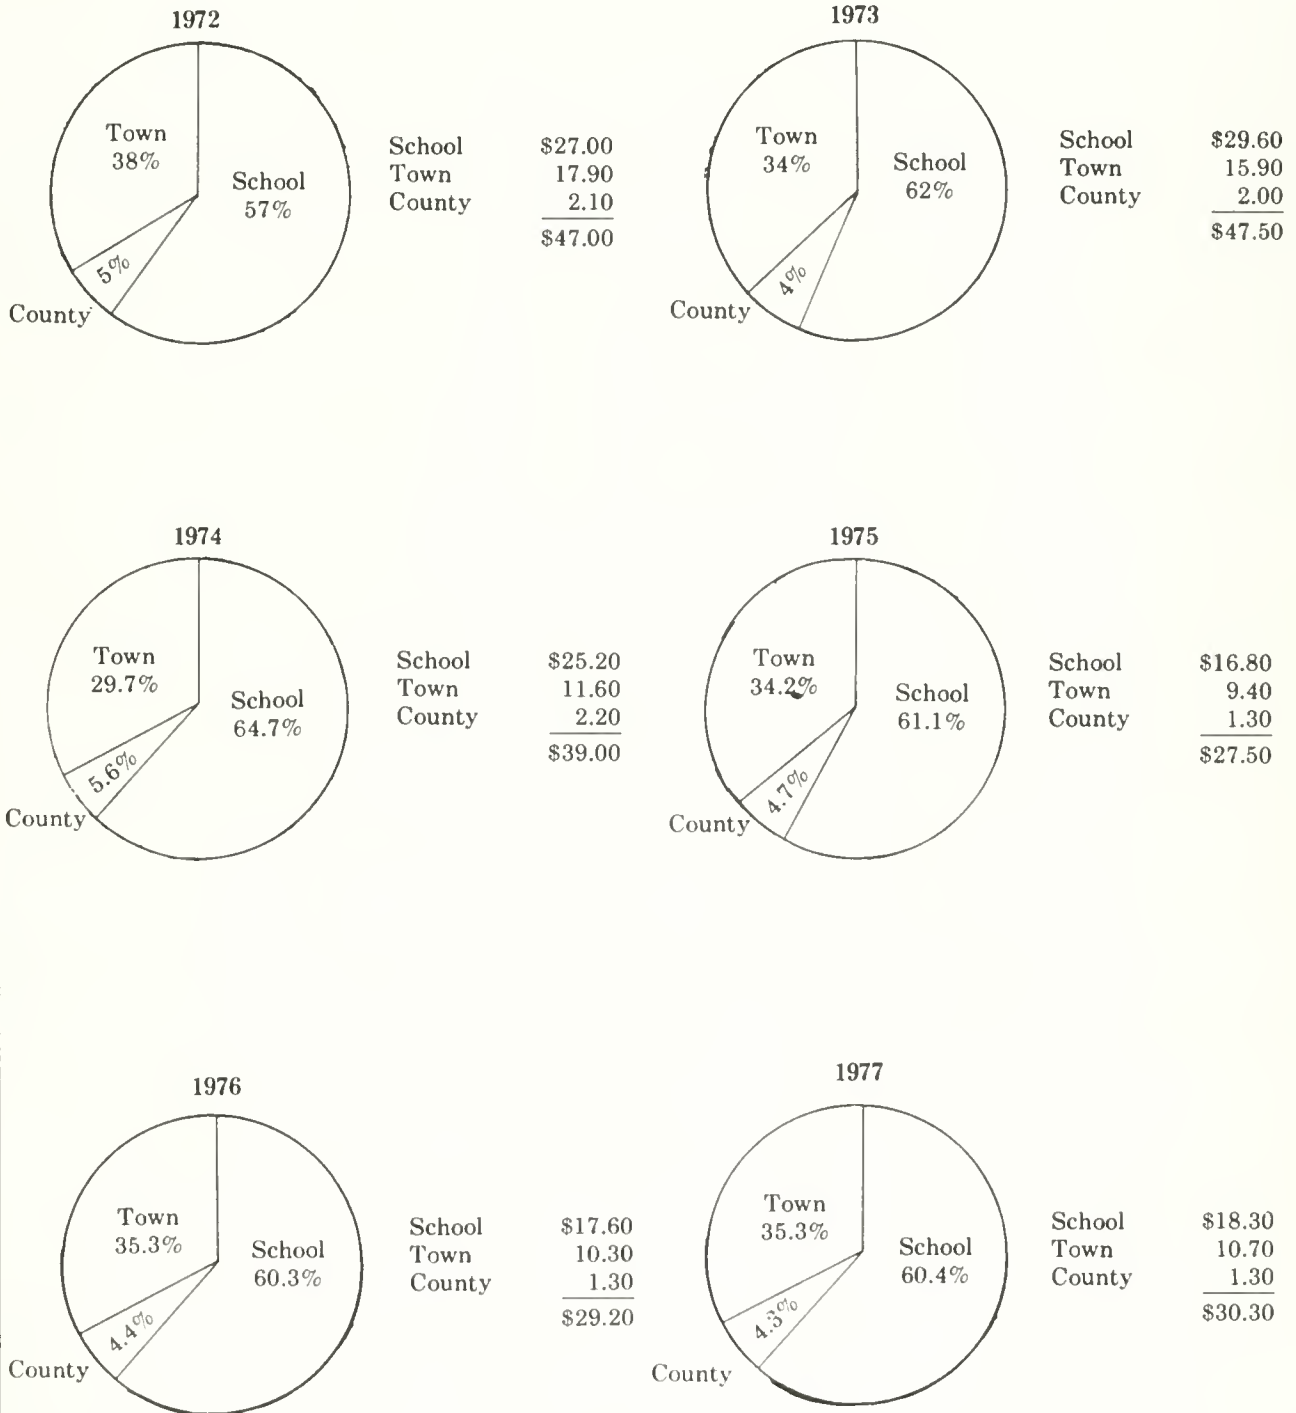 1972
Town
38%
School
57%
5%
County
School $27.00
Town 17.90
County 2.10
$47.00
1973
Town
34%
School
62%
4%
County
School $29.60
Town 15.90
County 2.00
$47.50
1974
Town
29.7%
School
64.7%
5.6%
County
School $25.20
Town 11.60
County 2.20
$39.00
1975
Town
34.2%
School
61.1%
4.7%
County
School $16.80
Town 9.40
County 1.30
$27.50
1976
Town
35.3%
School
60.3%
4.4%
County
School $17.60
Town 10.30
County 1.30
$29.20
1977
Town
35.3%
School
60.4%
4.3%
County
School $18.30
Town 10.70
County 1.30
$30.30